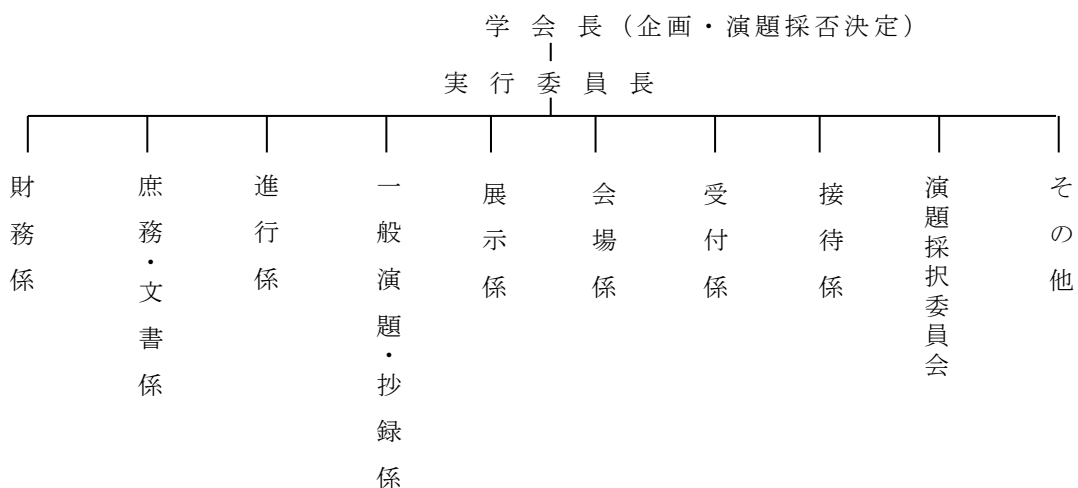 学会長（企画・演題採否決定）
実行委員長
財務係
庶務・文書係
進行係
一般演題・抄録係
展示係
会場係
受付係
接待係
演題採択委員会
その他